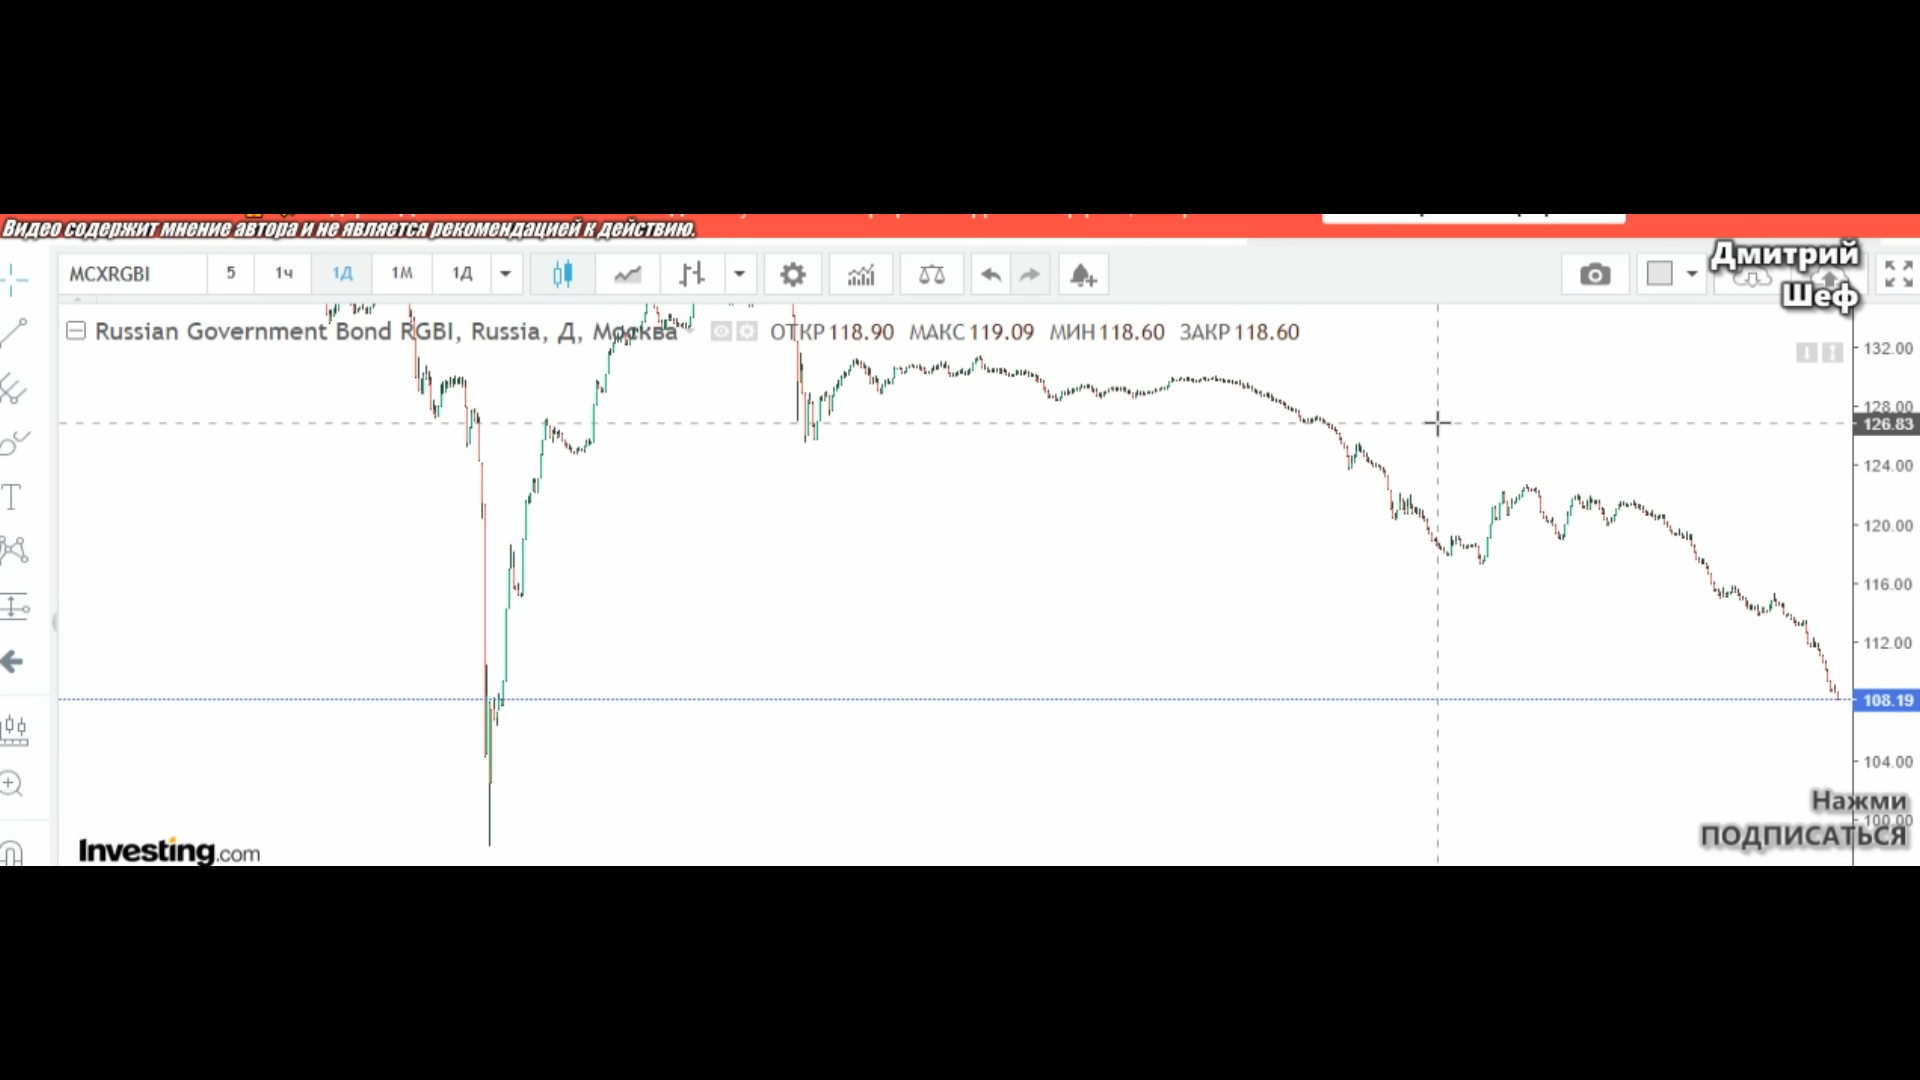 Видео содержит мнение автора и не является рекомендацией к действию.
Дмитрий
Шеф
MCXRGBI 5 1ч 1Д 1М 1Д
Russian Government Bond RGBI, Russia, Д, Москва ОТКР 118.90 МАКС 119.09 МИН 118.60 ЗАКР 118.60
132.00
128.00
126.83
124.00
120.00
116.00
112.00
108.19
104.00
100.00
Нажми
ПОДПИСАТЬСЯ
Investing.com